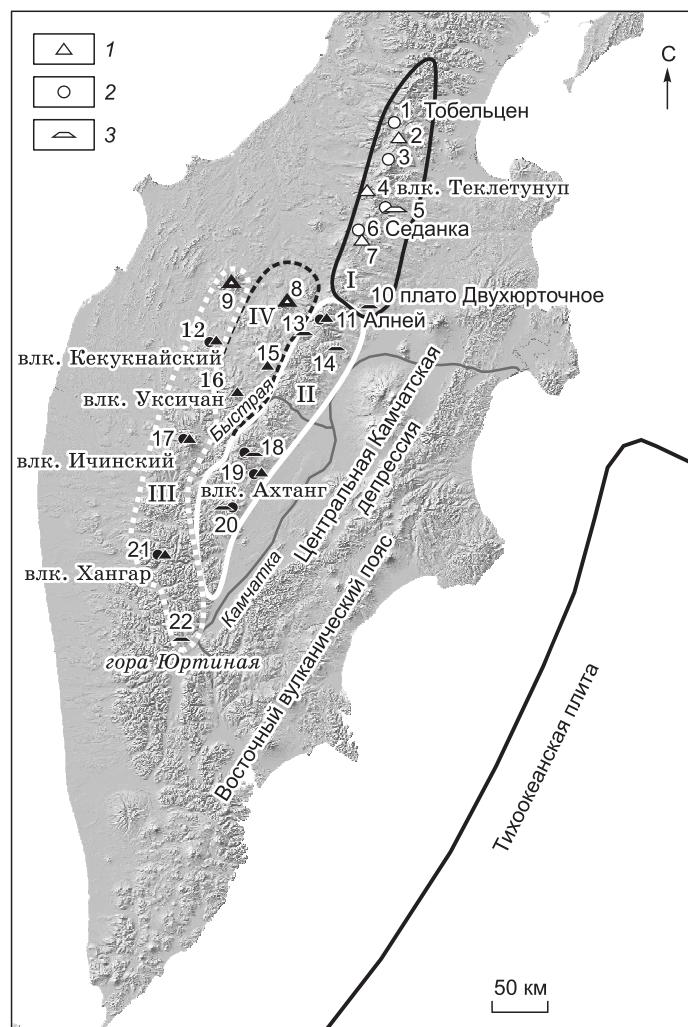 1
2
3
С
1 Тобельцен
2
3
4 влк. Теклетунуп
5
6 Седанка
7
I
10 плато Двухюрточное
8
9
IV
13
11 Алней
12
влк. Кекукнайский
15
14
16
влк. Уксичан
II
Быстрая
17
влк. Ичинский
18
19
влк. Ахтанг
III
20
21
влк. Хангар
22
гора Юртиная
Камчатка
Центральная Камчатская
депрессия
Восточный вулканический пояс
Тихоокеанская плита
50 км